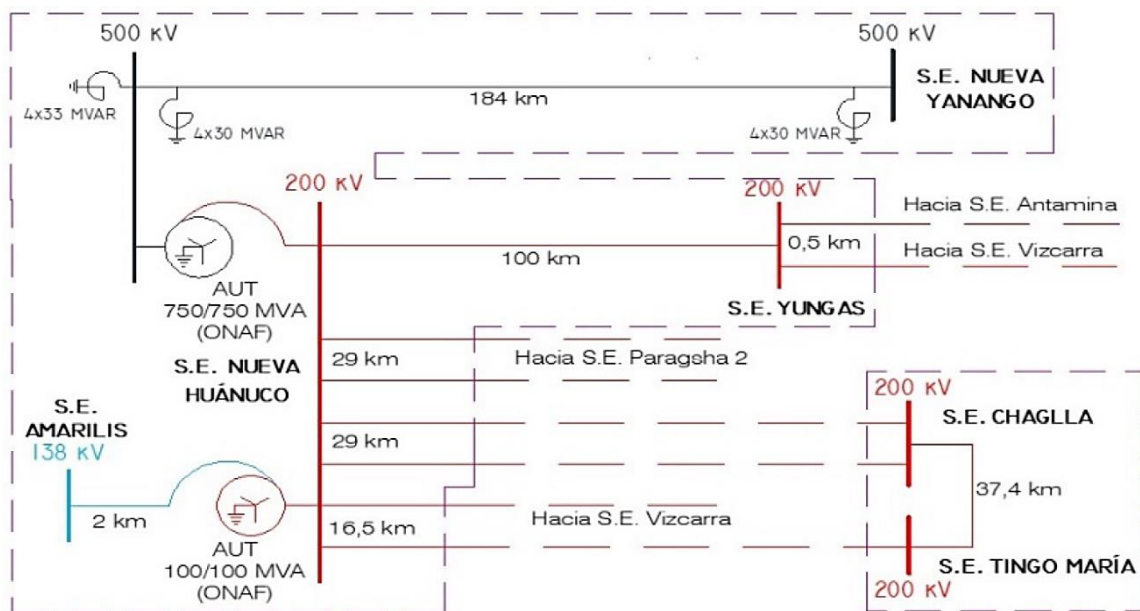 500 kV
500 kV
S.E. NUEVA
YANANGO
184 km
4x33 MVAR
4x30 MVAR
4x30 MVAR
200 kV
200 kV
Hacia S.E. Antamina
0,5 km
Hacia S.E. Vizcarra
100 km
AUT
750/750 MVA
(ONAF)
S.E. YUNGAS
S.E. NUEVA
HUÁNUCO
29 km
Hacia S.E. Paragsha 2
S.E.
AMARILIS
138 kV
200 kV
S.E. CHAGLLA
29 km
37,4 km
2 km
16,5 km
Hacia S.E. Vizcarra
AUT
100/100 MVA
(ONAF)
S.E. TINGO MARÍA
200 kV